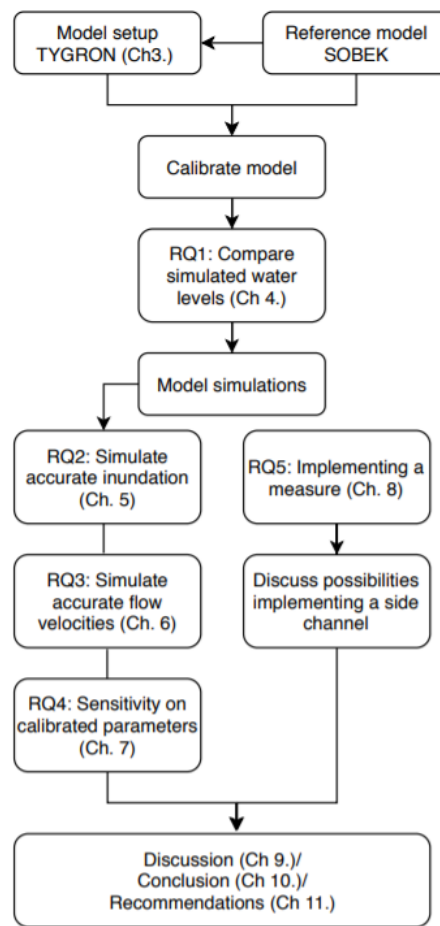 Model setup
TYGRON (Ch3.)
Reference model
SOBEK
Calibrate model
RQ1: Compare
simulated water
levels (Ch 4.)
Model simulations
RQ2: Simulate
accurate inundation
(Ch. 5)
RQ5: Implementing a
measure (Ch. 8)
RQ3: Simulate
accurate flow
velocities (Ch. 6)
Discuss possibilities
implementing a side
channel
RQ4: Sensitivity on
calibrated parameters
(Ch. 7)
Discussion (Ch 9.)/
Conclusion (Ch 10.)/
Recommendations (Ch 11.)